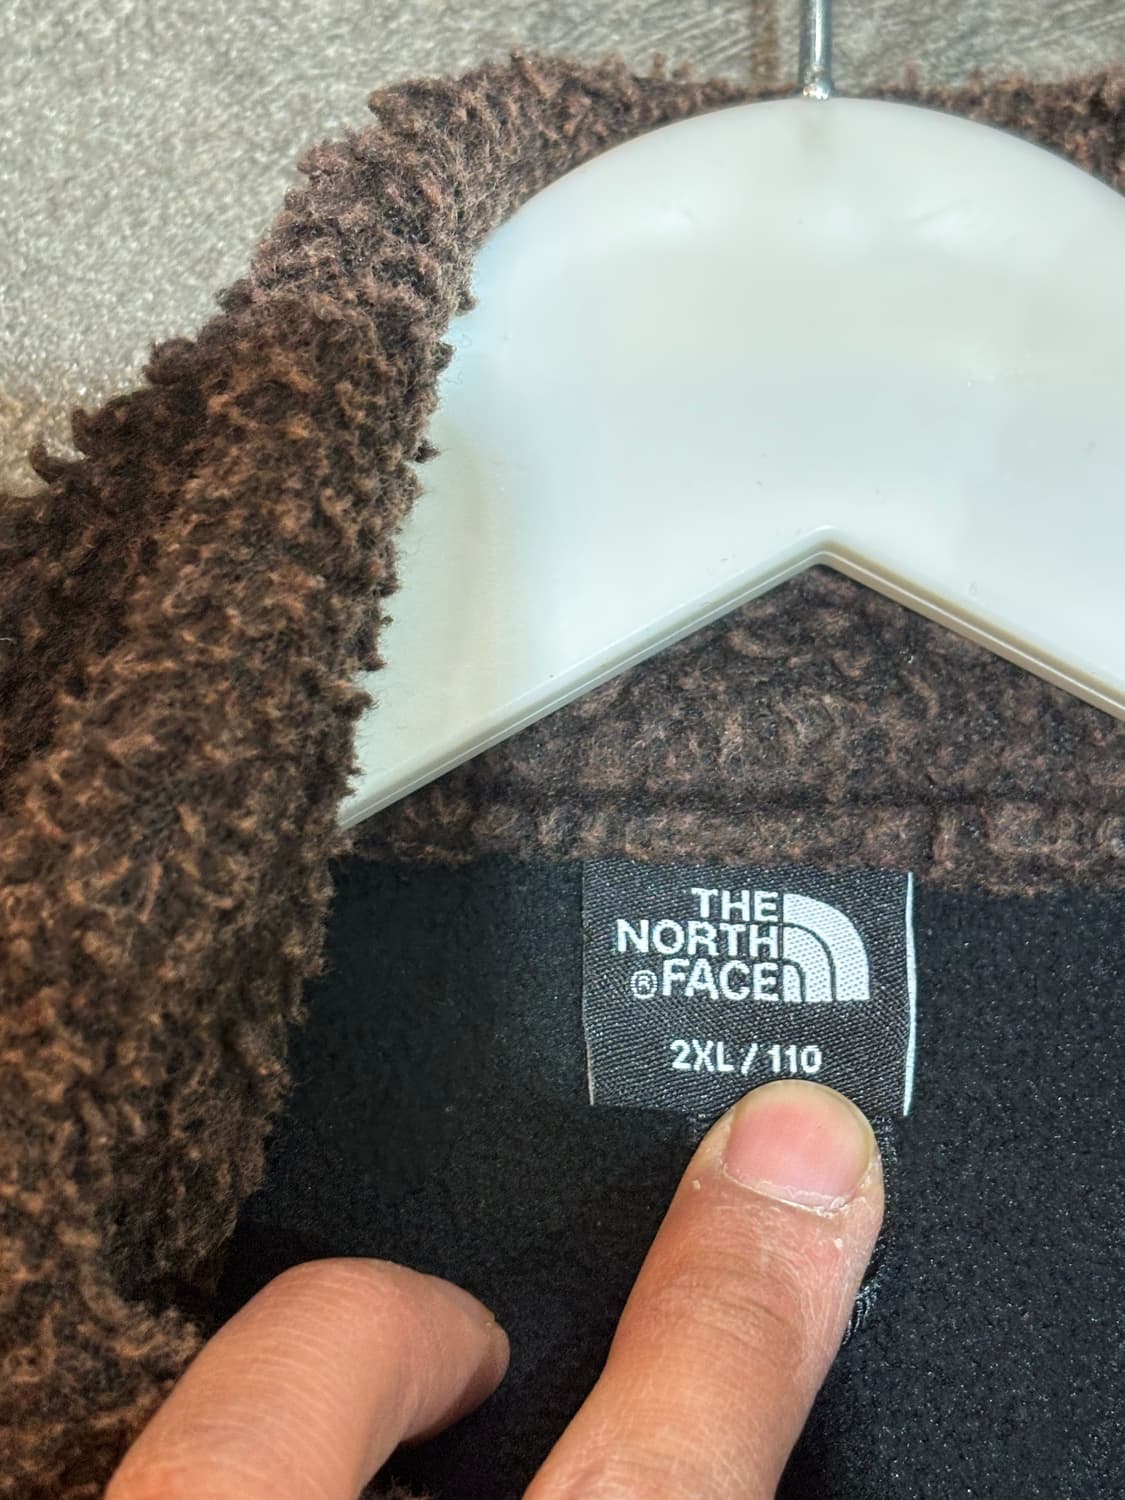 THE
NORTH
®FACE
2XL / 110